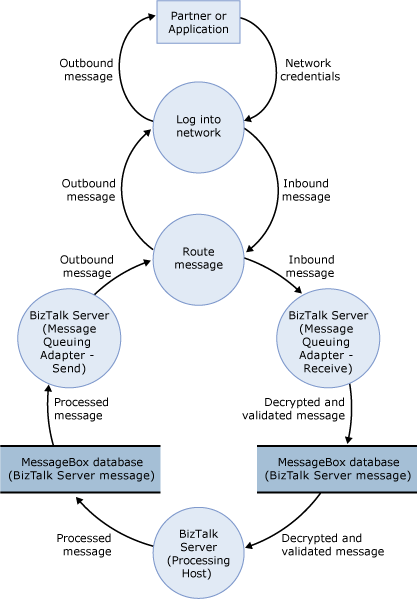 Partner or
Application
Outbound
message
Network
credentials
Log into
network
Outbound
message
Inbound
message
Route
message
Outbound
message
Inbound
message
BizTalk Server
(Message
Queuing
Adapter -
Send)
BizTalk Server
(Message
Queuing
Adapter -
Receive)
Processed
message
Decrypted and
validated message
MessageBox database
(BizTalk Server message)
MessageBox database
(BizTalk Server message)
Processed
message
BizTalk
Server
(Processing
Host)
Decrypted and
validated message